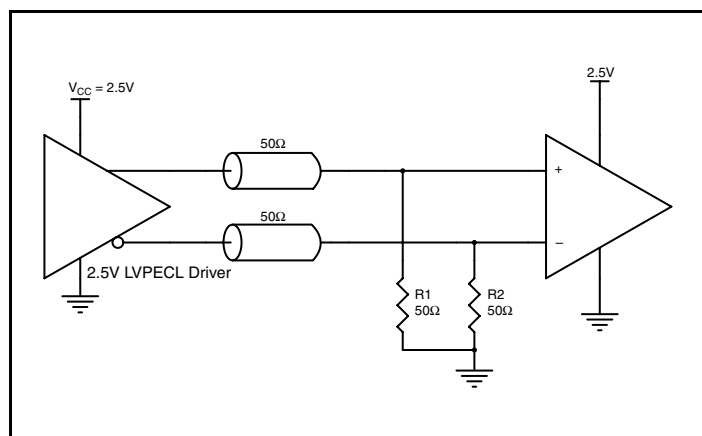 V_CC = 2.5V
2.5V
50Ω
+
50Ω
–
2.5V LVPECL Driver
R1
50Ω
R2
50Ω